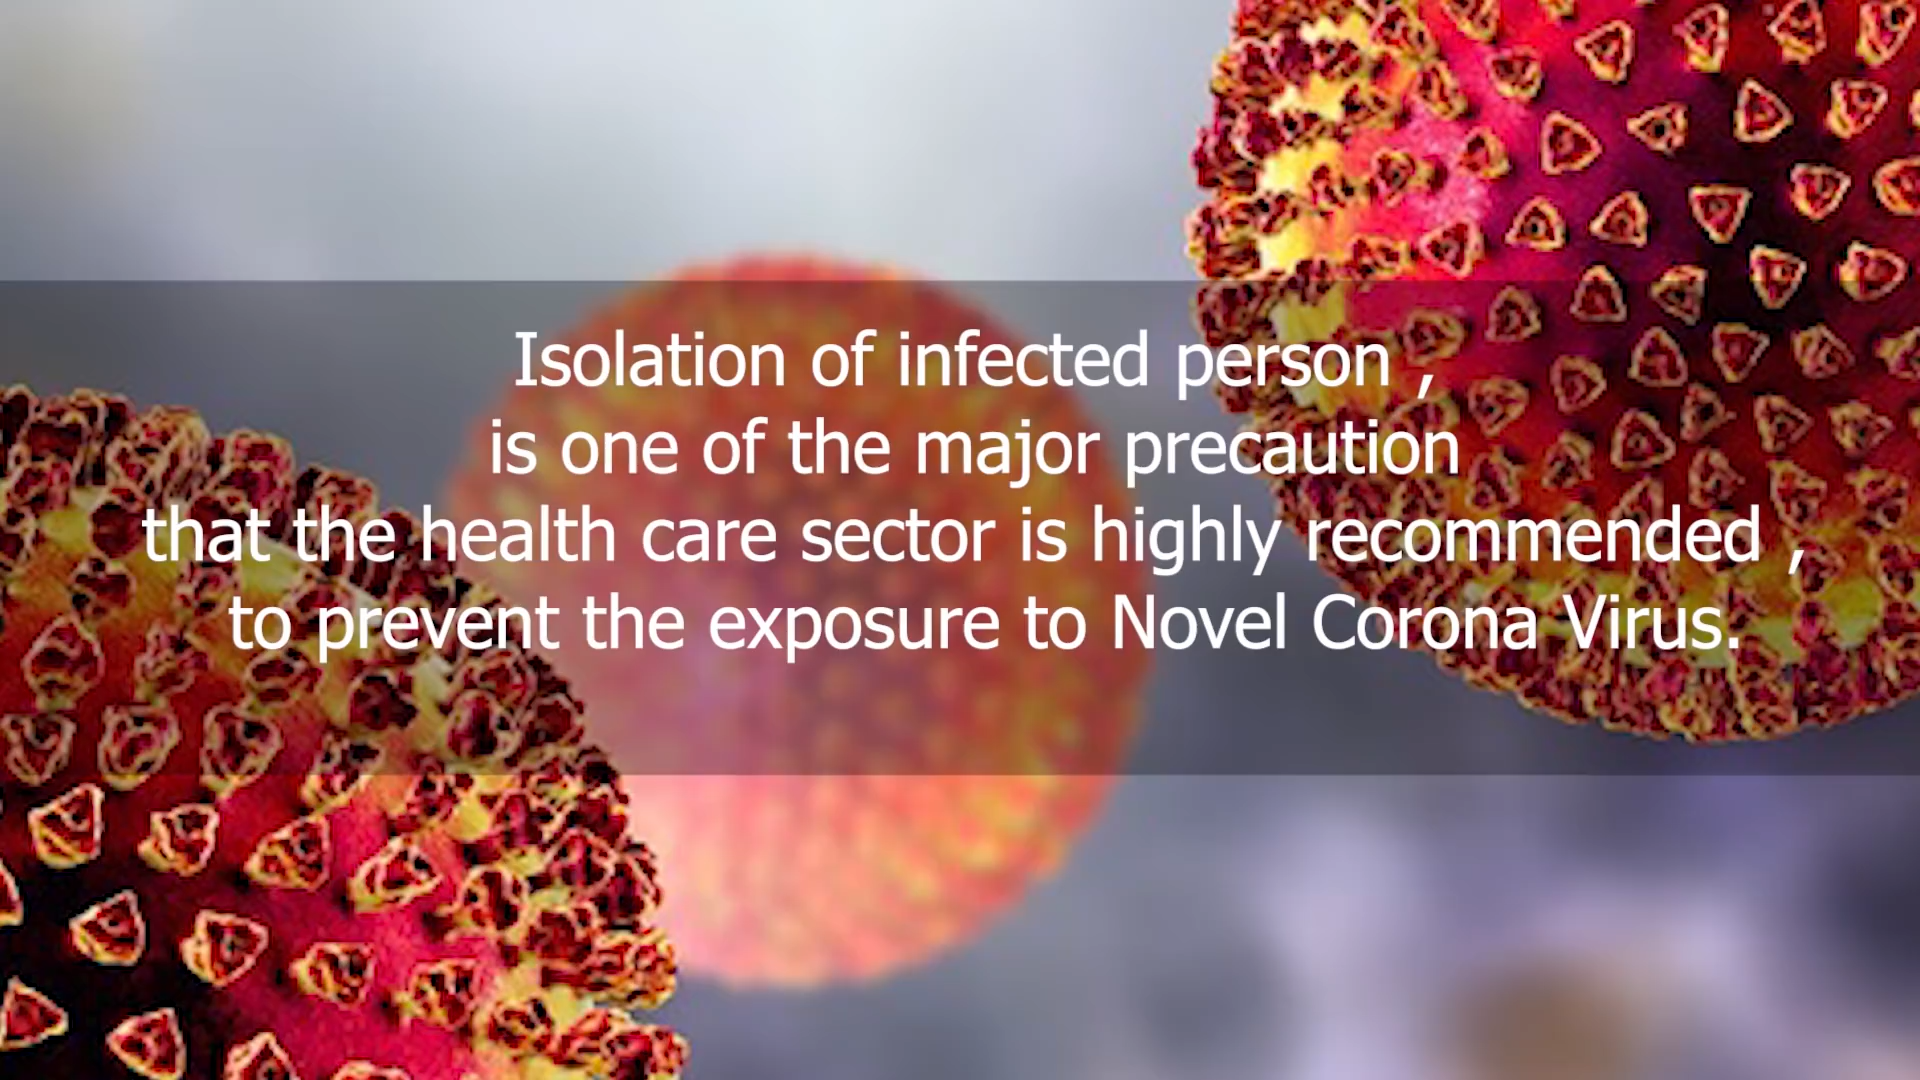 Isolation of infected person ,
is one of the major precaution
that the health care sector is highly recommended ,
to prevent the exposure to Novel Corona Virus.